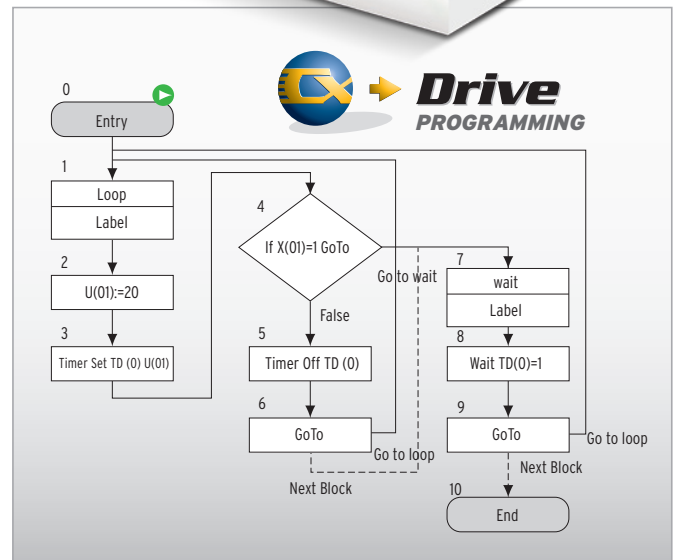 CX
Drive
PROGRAMMING
0
Entry
1
Loop
Label
2
U(01):=20
3
Timer Set TD (0) U(01)
4
If X(01)=1 GoTo
False
5
Timer Off TD (0)
6
GoTo
Go to loop
Next Block
Go to wait
7
wait
Label
8
Wait TD(0)=1
9
GoTo
Go to loop
Next Block
10
End